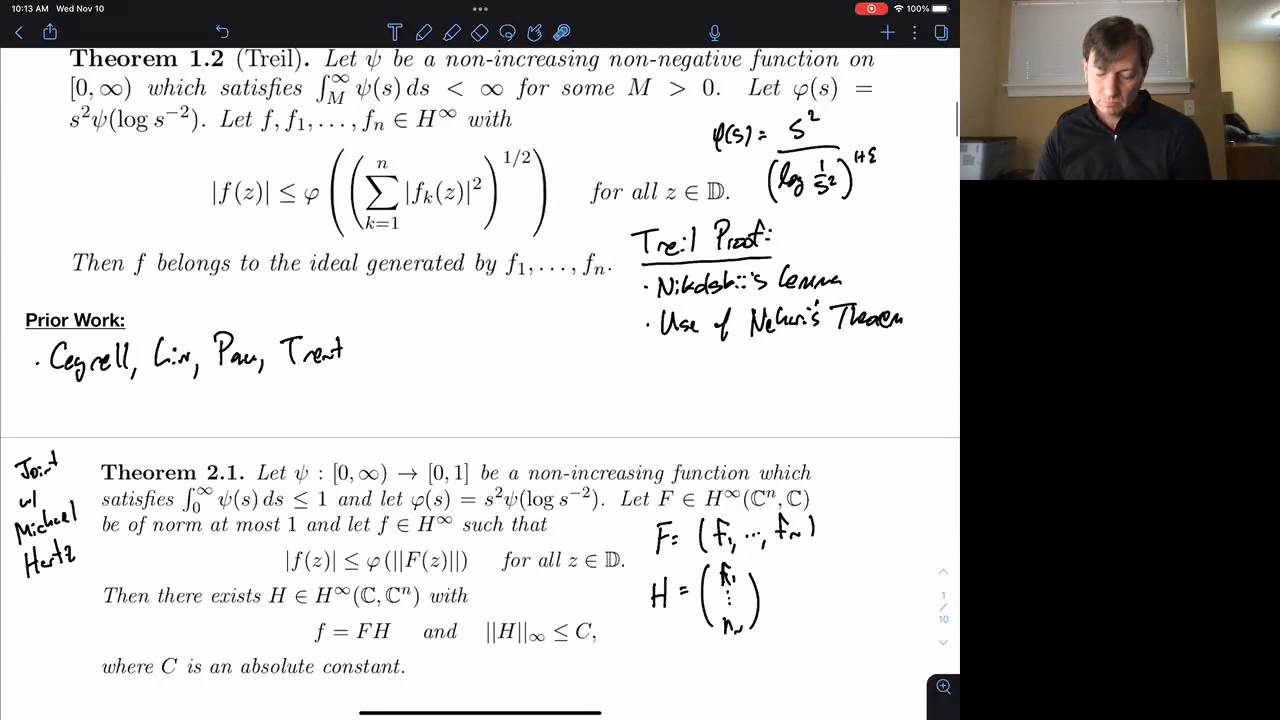 10:13 AM Wed Nov 10
100%
Theorem 1.2 (Treil). Let ψ be a non-increasing non-negative function on
[0, ∞) which satisfies ∫_M^∞ ψ(s) ds < ∞ for some M > 0. Let φ(s) =
s²ψ(log s⁻²). Let f, f₁, . . . , fₙ ∈ H^∞ with
φ(s) = s² / (log 1/s²)^{1+ε}
|f(z)| ≤ φ ( ( ∑_{k=1}^{n} |f_k(z)|² )^{1/2} ) for all z ∈ 𝔻.
Then f belongs to the ideal generated by f₁, . . . , fₙ.
Treil Proof:
· Nikolskii's Lemma
· Use of Nehari's Theorem
Prior Work:
· Cegrell, Lin, Pau, Trent
Joint
w/
Michael
Hertz
Theorem 2.1. Let ψ : [0, ∞) → [0, 1] be a non-increasing function which
satisfies ∫_0^∞ ψ(s) ds ≤ 1 and let φ(s) = s²ψ(log s⁻²). Let F ∈ H^∞(ℂⁿ, ℂ)
be of norm at most 1 and let f ∈ H^∞ such that
|f(z)| ≤ φ (||F(z)||) for all z ∈ 𝔻.
Then there exists H ∈ H^∞(ℂ, ℂⁿ) with
f = FH and ||H||_∞ ≤ C,
where C is an absolute constant.
F = (f₁, ..., fₙ)
H = (h₁ ⋮ hₙ)
1
/
10